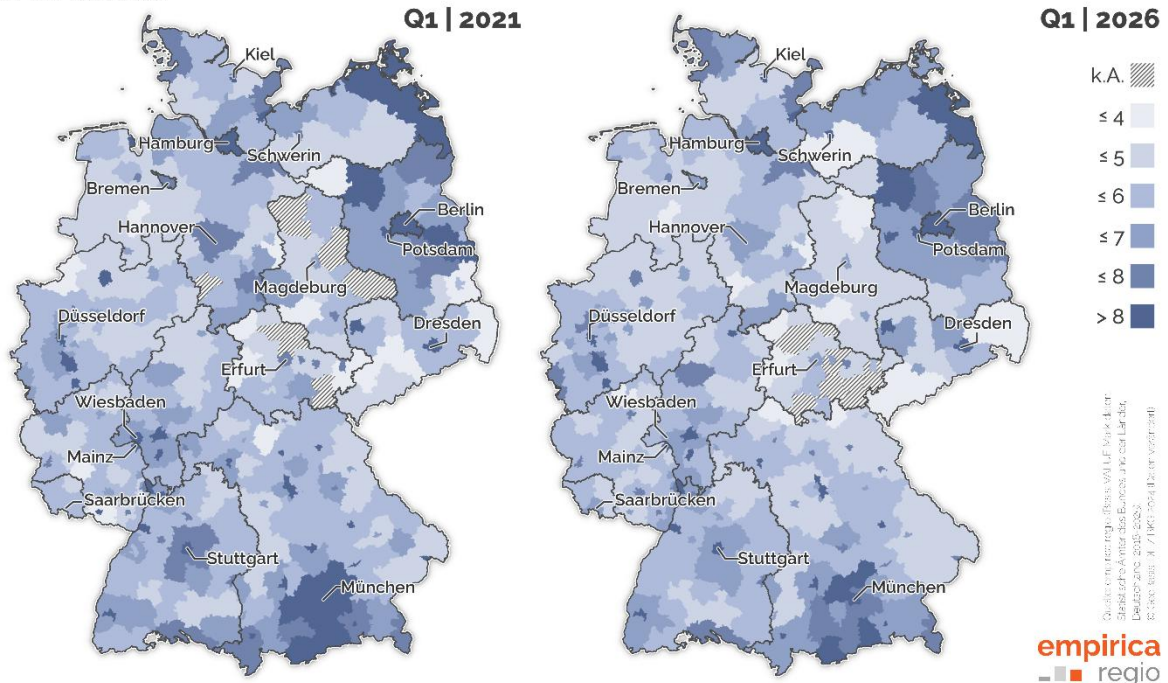 Q1 | 2021
Kiel
Hamburg
Schwerin
Bremen
Hannover
Berlin
Potsdam
Magdeburg
Düsseldorf
Dresden
Erfurt
Wiesbaden
Mainz
Saarbrücken
Stuttgart
München
Q1 | 2026
Kiel
Hamburg
Schwerin
Bremen
Hannover
Berlin
Potsdam
Magdeburg
Düsseldorf
Dresden
Erfurt
Wiesbaden
Mainz
Saarbrücken
Stuttgart
München
k.A.
≤ 4
≤ 5
≤ 6
≤ 7
≤ 8
> 8
empirica
regio